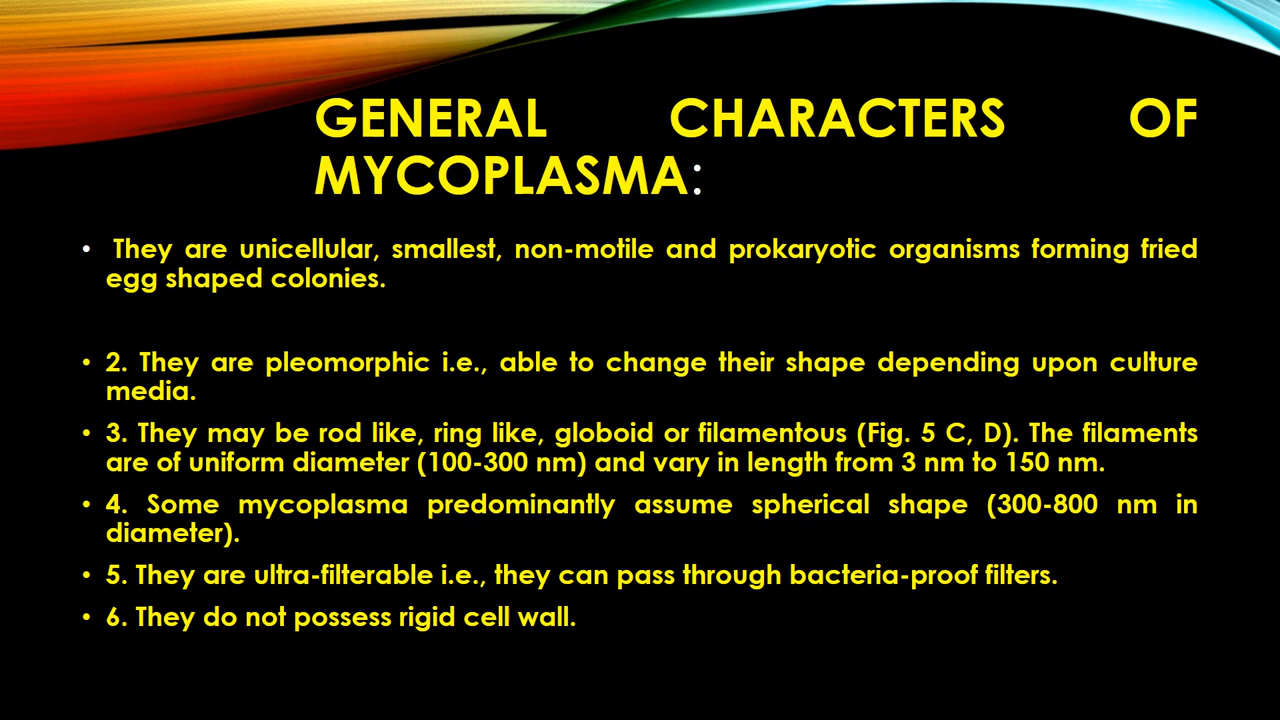 GENERAL CHARACTERS OF
MYCOPLASMA:
• They are unicellular, smallest, non-motile and prokaryotic organisms forming fried
egg shaped colonies.
• 2. They are pleomorphic i.e., able to change their shape depending upon culture
media.
• 3. They may be rod like, ring like, globoid or filamentous (Fig. 5 C, D). The filaments
are of uniform diameter (100-300 nm) and vary in length from 3 nm to 150 nm.
• 4. Some mycoplasma predominantly assume spherical shape (300-800 nm in
diameter).
• 5. They are ultra-filterable i.e., they can pass through bacteria-proof filters.
• 6. They do not possess rigid cell wall.